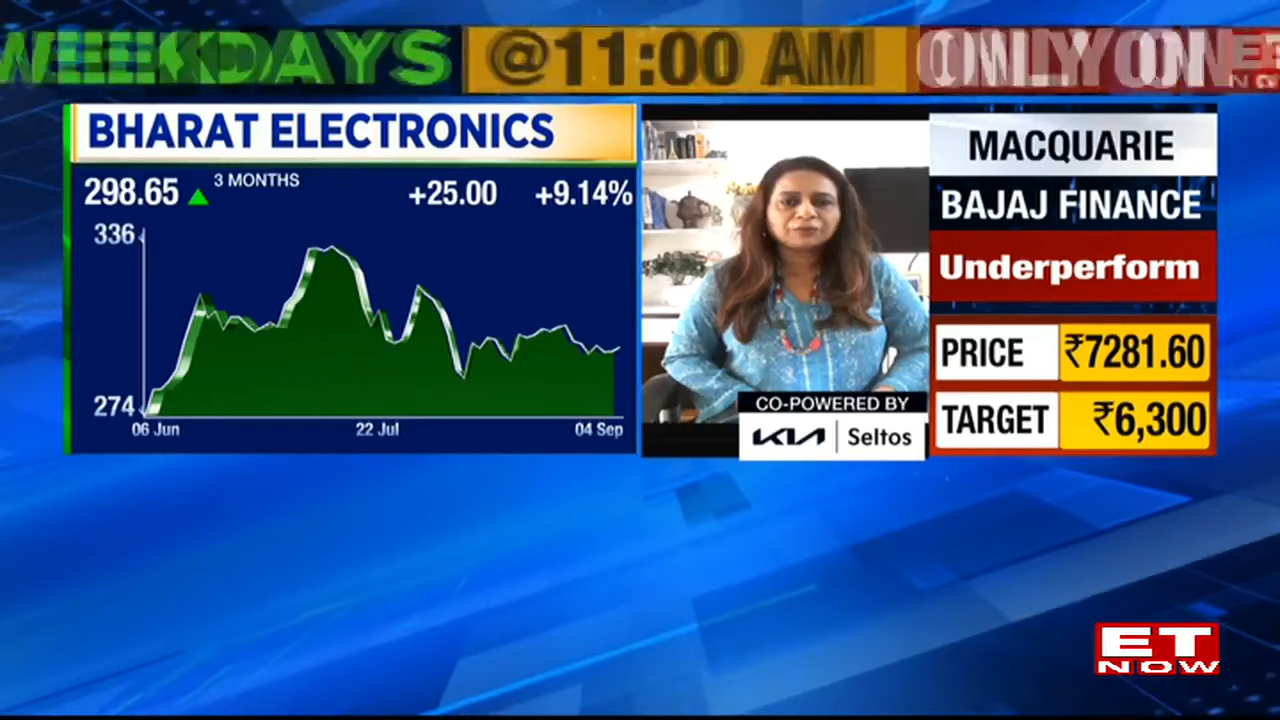 WEEKDAYS @11:00 AM ONLY ON
BHARAT ELECTRONICS
298.65 3 MONTHS +25.00 +9.14%
336
274
06 Jun 22 Jul 04 Sep
CO-POWERED BY
KIA Seltos
MACQUARIE
BAJAJ FINANCE
Underperform
PRICE ₹7281.60
TARGET ₹6,300
ET
NOW